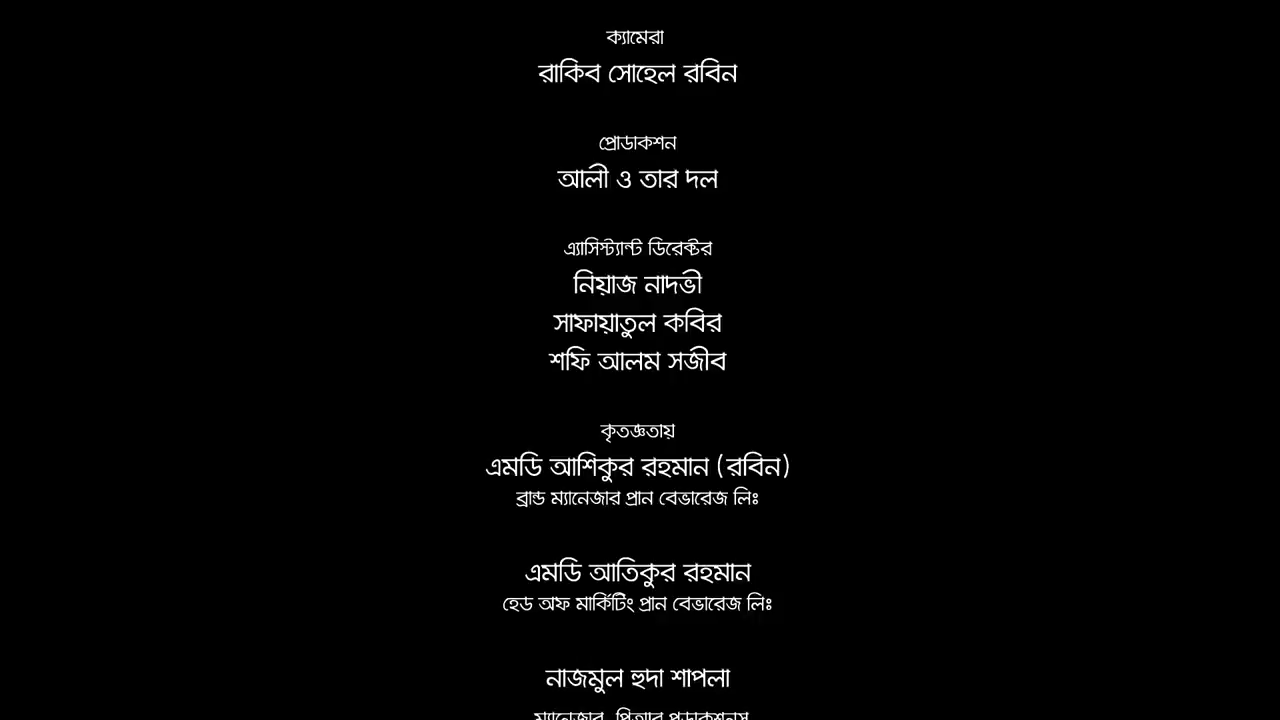 ক্যামেরা
রাকিব সোহেল রবিন
প্রোডাকশন
আলী ও তার দল
এ্যাসিস্ট্যান্ট ডিরেক্টর
নিয়াজ নাদভী
সাফায়াতুল কবির
শফি আলম সজীব
কৃতজ্ঞতায়
এমডি আশিকুর রহমান (রবিন)
ব্রান্ড ম্যানেজার প্রান বেভারেজ লিঃ
এমডি আতিকুর রহমান
হেড অফ মার্কিটিং প্রান বেভারেজ লিঃ
নাজমুল হুদা শাপলা
ম্যানেজার